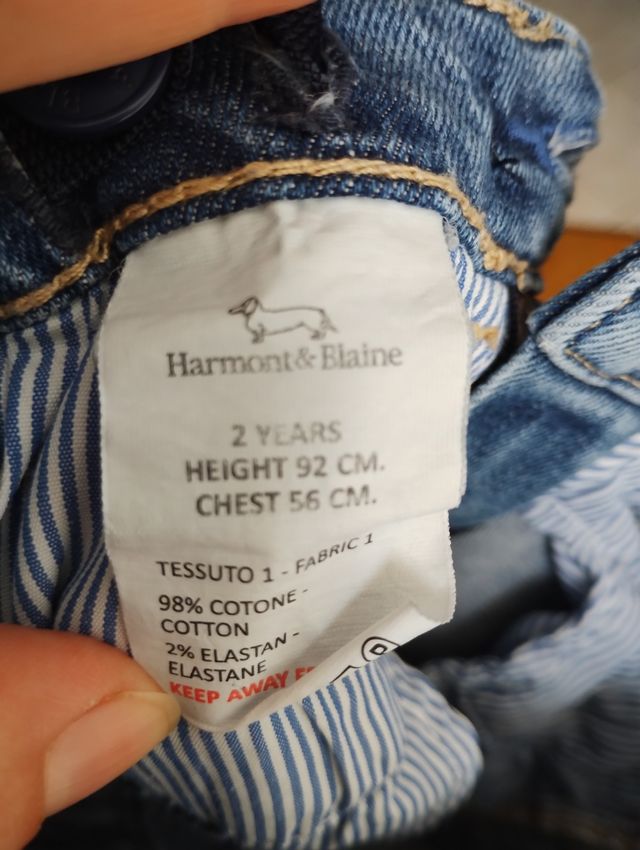 Harmont & Blaine
2 YEARS
HEIGHT 92 CM.
CHEST 56 CM.
TESSUTO 1 - FABRIC 1
98% COTONE -
COTTON
2% ELASTAN -
ELASTANE
KEEP AWAY